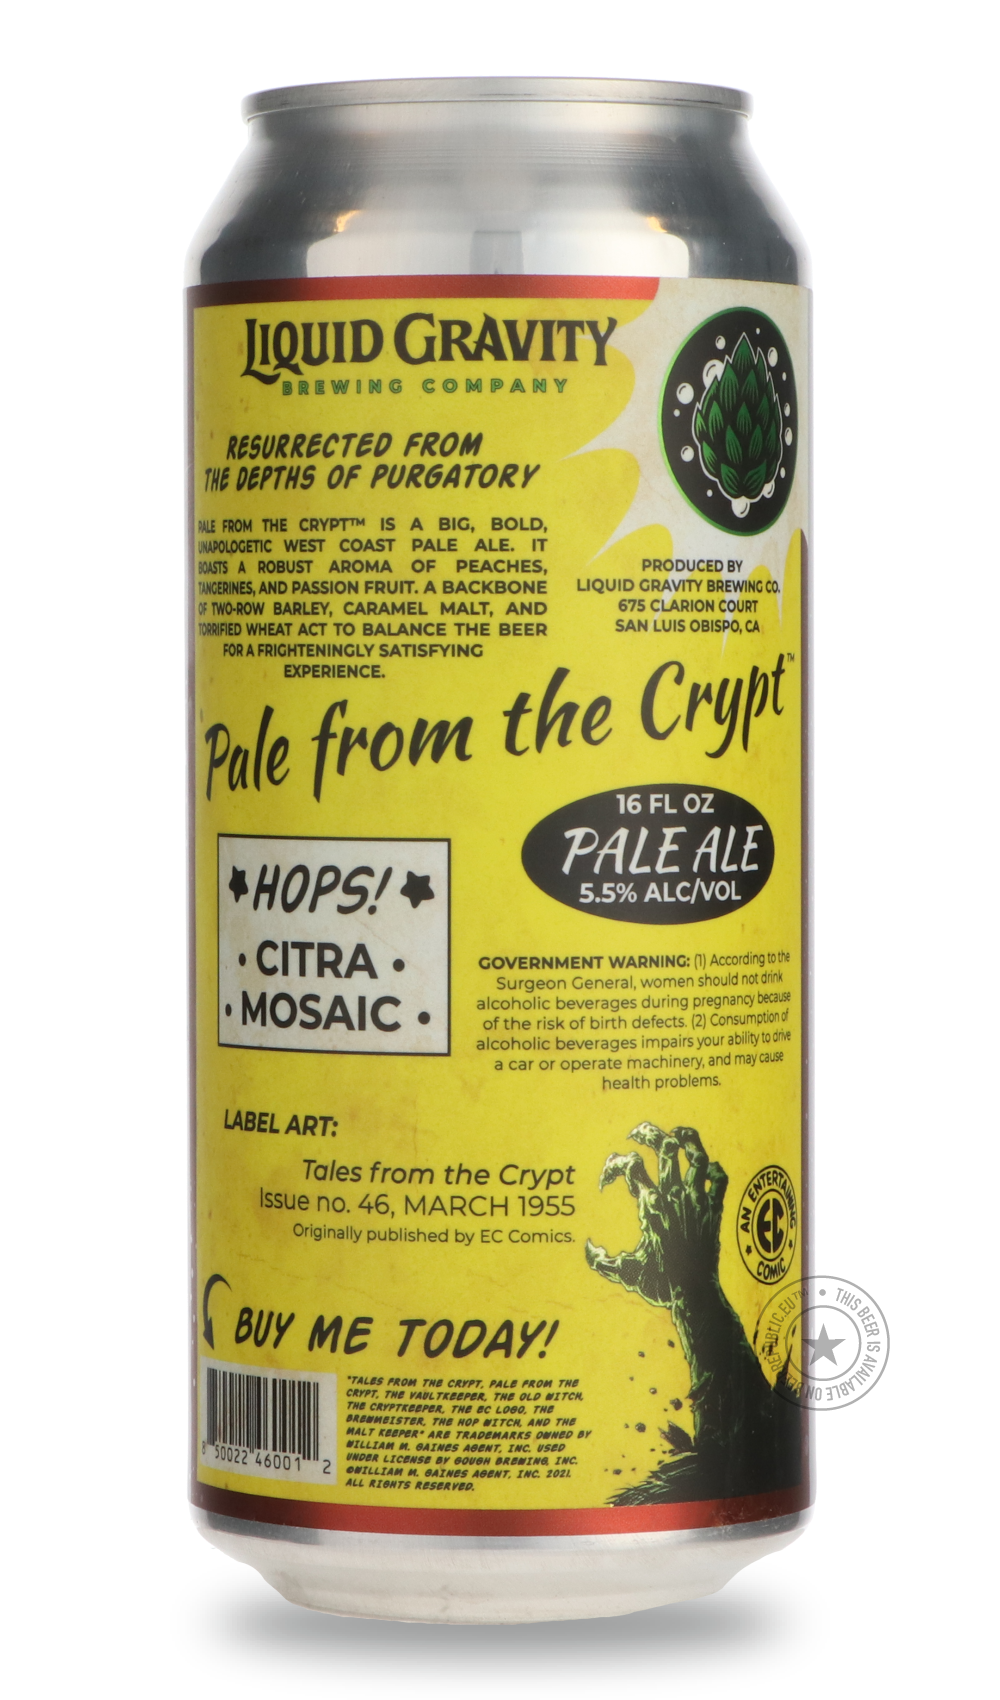 LIQUID GRAVITY
BREWING COMPANY
RESURRECTED FROM
THE DEPTHS OF PURGATORY
PALE FROM THE CRYPT™ IS A BIG, BOLD,
UNAPOLOGETIC WEST COAST PALE ALE. IT
BOASTS A ROBUST AROMA OF PEACHES,
TANGERINES, AND PASSION FRUIT. A BACKBONE
OF TWO-ROW BARLEY, CARAMEL MALT, AND
TORRIFIED WHEAT ACT TO BALANCE THE BEER
FOR A FRIGHTENINGLY SATISFYING
EXPERIENCE.
PRODUCED BY
LIQUID GRAVITY BREWING CO.
675 CLARION COURT
SAN LUIS OBISPO, CA
Pale from the Crypt™
16 FL OZ
PALE ALE
5.5% ALC/VOL
HOPS!
• CITRA •
• MOSAIC •
GOVERNMENT WARNING: (1) According to the
Surgeon General, women should not drink
alcoholic beverages during pregnancy because
of the risk of birth defects. (2) Consumption of
alcoholic beverages impairs your ability to drive
a car or operate machinery, and may cause
health problems.
LABEL ART:
Tales from the Crypt
Issue no. 46, MARCH 1955
Originally published by EC Comics.
AN ENTERTAINING
EC
COMIC
BUY ME TODAY!
"TALES FROM THE CRYPT, PALE FROM THE
CRYPT, THE VAULTKEEPER, THE OLD WITCH,
THE CRYPTKEEPER, THE EC LOGO, THE
BREWMEISTER, THE HOP WITCH, AND THE
MALT KEEPER" ARE TRADEMARKS OWNED BY
WILLIAM M. GAINES AGENT, INC. USED
UNDER LICENSE BY GOUGH BREWING, INC.
©WILLIAM M. GAINES AGENT, INC. 2021.
ALL RIGHTS RESERVED.
8 50022 46001 2
THIS BEER IS AVAILABLE ON BEER REPUBLIC.EU™ •